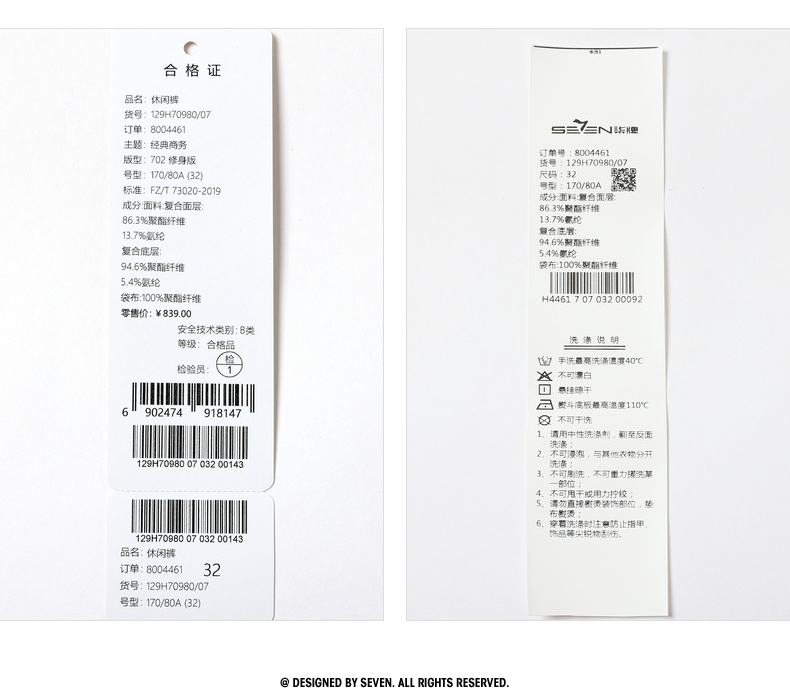 合格证
品名: 休闲裤
货号: 129H70980/07
订单: 8004461
主题: 经典商务
版型: 702 修身版
号型: 170/80A (32)
标准: FZ/T 73020-2019
成分:面料:复合面层:
86.3%聚酯纤维
13.7%氨纶
复合底层:
94.6%聚酯纤维
5.4%氨纶
袋布:100%聚酯纤维
零售价: ¥839.00
安全技术类别: B类
等级: 合格品
检验员: 检 1
6 902474 918147
129H70980 07 032 00143
129H70980 07 032 00143
品名: 休闲裤
订单: 8004461 32
货号: 129H70980/07
号型: 170/80A (32)
水洗1
SEVEN 柒牌
订单号: 8004461
货号: 129H70980/07
尺码: 32
号型: 170/80A
成分:面料:复合面层:
86.3%聚酯纤维
13.7%氨纶
复合底层:
94.6%聚酯纤维
5.4%氨纶
袋布:100%聚酯纤维
H4461 7 07 032 00092
洗涤说明
手洗最高洗涤温度40℃
不可漂白
悬挂晾干
熨斗底板最高温度110℃
不可干洗
1、请用中性洗涤剂，翻至反面
洗涤；
2、不可浸泡，与其他衣物分开
洗涤；
3、不可刷洗，不可重力搓洗某
一部位；
4、不可甩干或用力拧绞；
5、请勿直接熨烫装饰部位，垫
布熨烫；
6、穿着洗涤时注意防止指甲、
饰品等尖锐物刮伤。
@ DESIGNED BY SEVEN. ALL RIGHTS RESERVED.